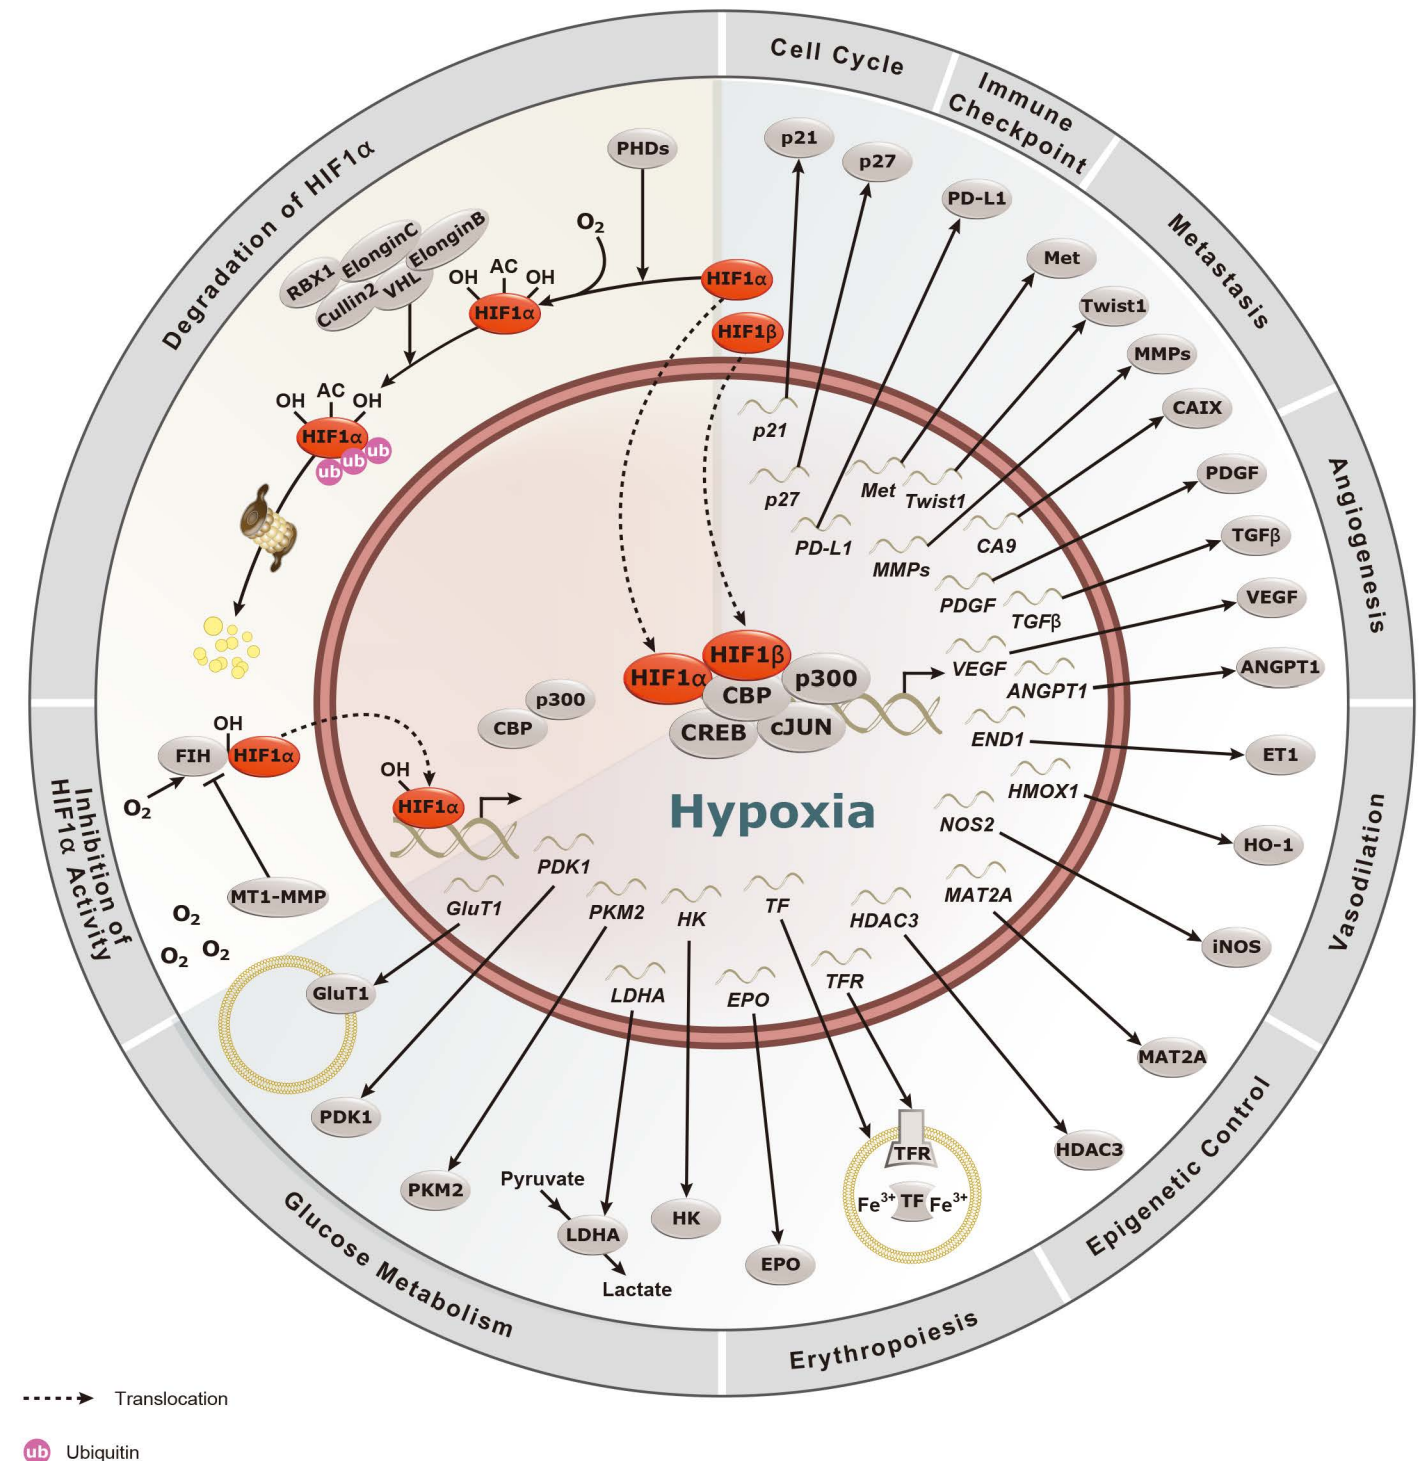 Cell Cycle
Immune
Checkpoint
Metastasis
Angiogenesis
Vasodilation
Epigenetic Control
Erythropoiesis
Glucose Metabolism
Inhibition of
HIF1α Activity
Degradation of HIF1α
PHDs
O2
HIF1α
HIF1β
AC
OH
OH
HIF1α
RBX1
ElonginC
ElonginB
Cullin2
VHL
AC
OH
OH
HIF1α
ub
ub
ub
p21
p27
PD-L1
Met
Twist1
MMPs
CAIX
PDGF
TGFβ
VEGF
ANGPT1
ET1
HO-1
iNOS
MAT2A
HDAC3
p21
p27
Met
Twist1
PD-L1
MMPs
CA9
PDGF
TGFβ
VEGF
ANGPT1
END1
HMOX1
NOS2
MAT2A
HIF1α
HIF1β
CBP
p300
CREB
cJUN
p300
CBP
Hypoxia
OH
FIH
HIF1α
O2
MT1-MMP
O2
O2
O2
OH
HIF1α
PDK1
GluT1
PKM2
HK
TF
HDAC3
LDHA
EPO
TFR
GluT1
PDK1
PKM2
Pyruvate
LDHA
Lactate
HK
EPO
TFR
Fe3+
TF
Fe3+
Translocation
ub
Ubiquitin